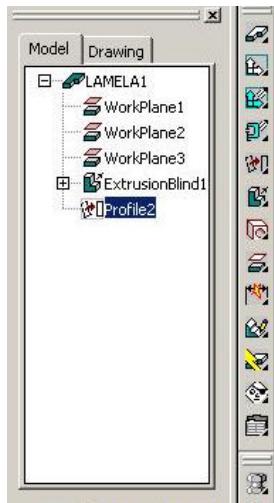 Model Drawing
LAMELA1
WorkPlane1
WorkPlane2
WorkPlane3
ExtrusionBlind1
Profile2